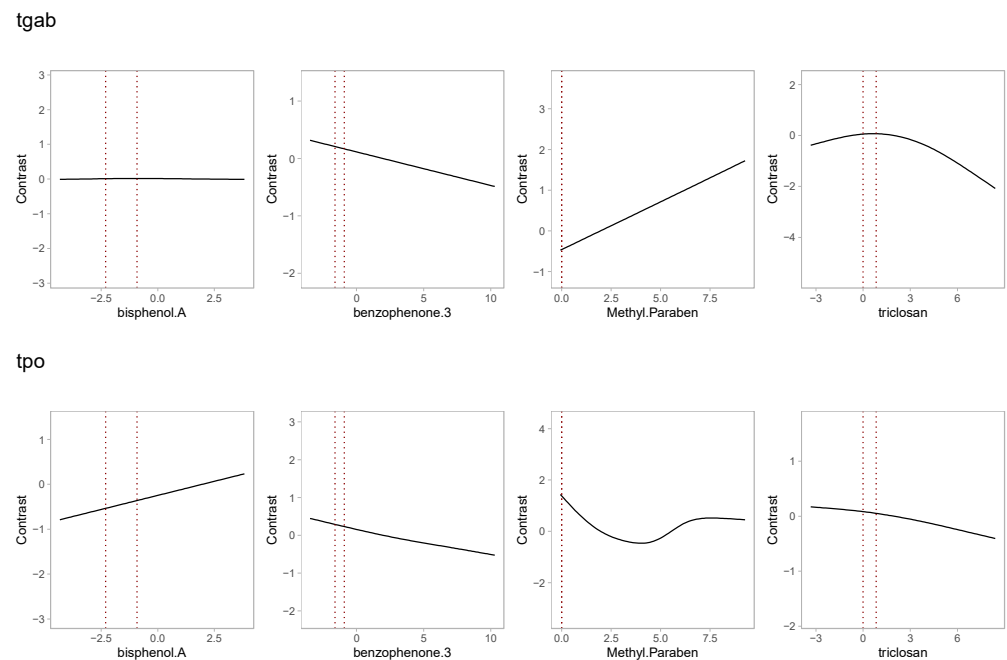 tgab
Contrast
3
2
1
0
−1
−2
−3
−2.5 0.0 2.5
bisphenol.A
Contrast
1
0
−1
−2
0 5 10
benzophenone.3
Contrast
3
2
1
0
−1
0.0 2.5 5.0 7.5
Methyl.Paraben
Contrast
2
0
−2
−4
−3 0 3 6
triclosan
tpo
Contrast
1
0
−1
−2
−3
−2.5 0.0 2.5
bisphenol.A
Contrast
3
2
1
0
−1
−2
0 5 10
benzophenone.3
Contrast
4
2
0
−2
0.0 2.5 5.0 7.5
Methyl.Paraben
Contrast
1
0
−1
−2
−3 0 3 6
triclosan